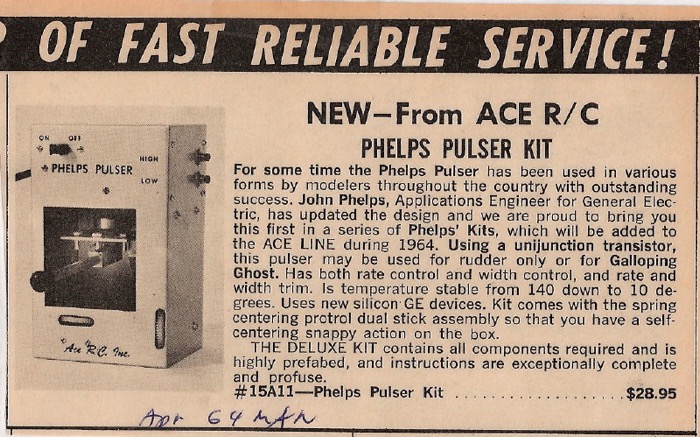 OF FAST RELIABLE SERVICE!
NEW—From ACE R/C
PHELPS PULSER KIT
ON OFF
PHELPS PULSER
HIGH
LOW
Ace R/C, Inc.
For some time the Phelps Pulser has been used in various
forms by modelers throughout the country with outstanding
success. John Phelps, Applications Engineer for General Elec-
tric, has updated the design and we are proud to bring you
this first in a series of Phelps' Kits, which will be added to
the ACE LINE during 1964. Using a unijunction transistor,
this pulser may be used for rudder only or for Galloping
Ghost. Has both rate control and width control, and rate and
width trim. Is temperature stable from 140 down to 10 de-
grees. Uses new silicon GE devices. Kit comes with the spring
centering protrol dual stick assembly so that you have a self-
centering snappy action on the box.
THE DELUXE KIT contains all components required and is
highly prefabed, and instructions are exceptionally complete
and profuse.
#15A11—Phelps Pulser Kit .................... $28.95
Apr 64 MAN